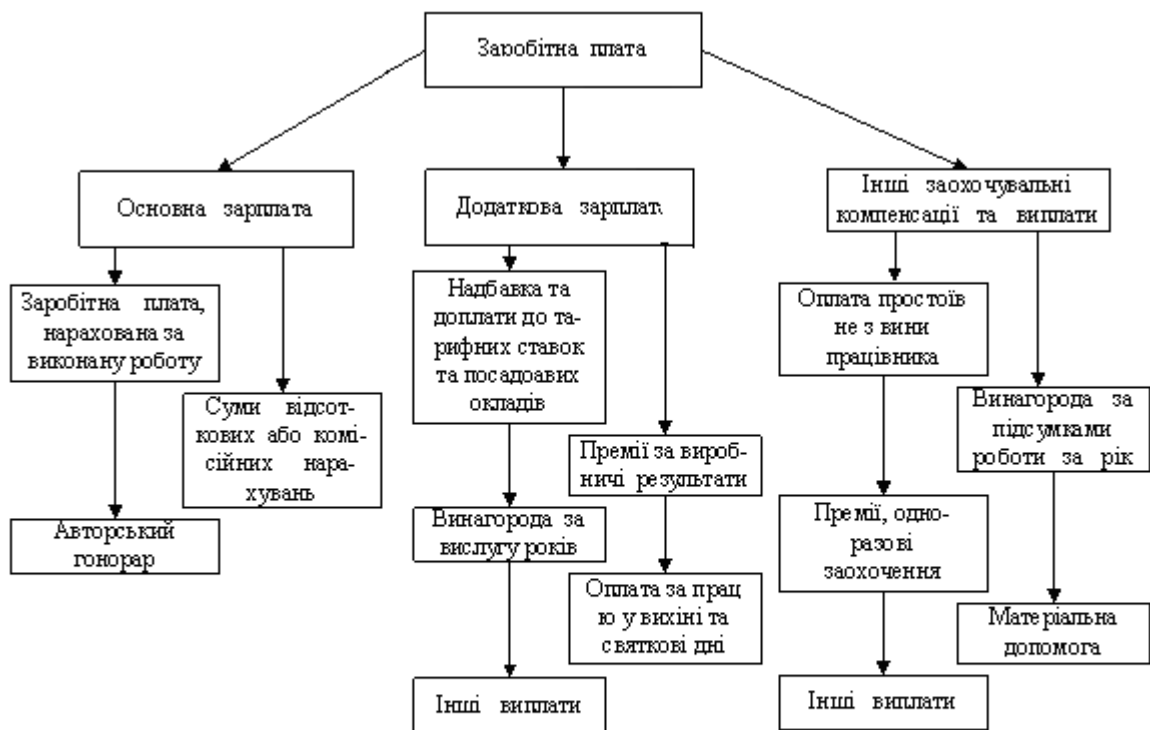 Заробітна плата
Основна зарплата
Додаткова зарплата
Інші заохочувальні
компенсації та виплати
Заробітна плата,
нарахована за
виконану роботу
Суми відсот-
кових або комі-
сійних нара-
хувань
Авторський
гонорар
Надбавка та
доплати до та-
рифних ставок
та посадоавих
окладів
Премії за вироб-
ничі результати
Винагорода за
вислугу років
Оплата за прац
ю у вихіні та
святкові дні
Інші виплати
Оплата простоїв
не з вини
працівника
Винагорода за
підсумками
роботи за рік
Премії, одно-
разові
заохочення
Матеріальна
допомога
Інші виплати